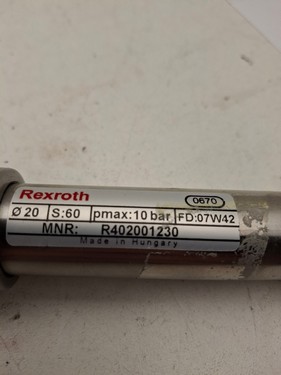 Rexroth 0670
Ø 20 S:60 pmax:10 bar FD:07W42
MNR: R402001230
Made in Hungary